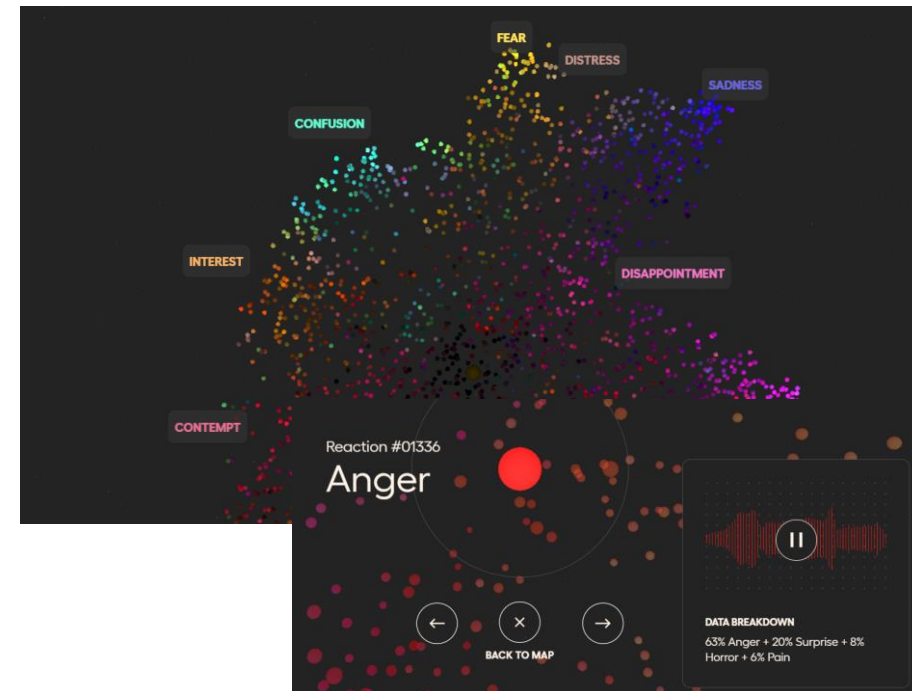 FEAR
DISTRESS
SADNESS
CONFUSION
INTEREST
DISAPPOINTMENT
CONTEMPT
Reaction #01336
Anger
BACK TO MAP
DATA BREAKDOWN
63% Anger + 20% Surprise + 8%
Horror + 6% Pain